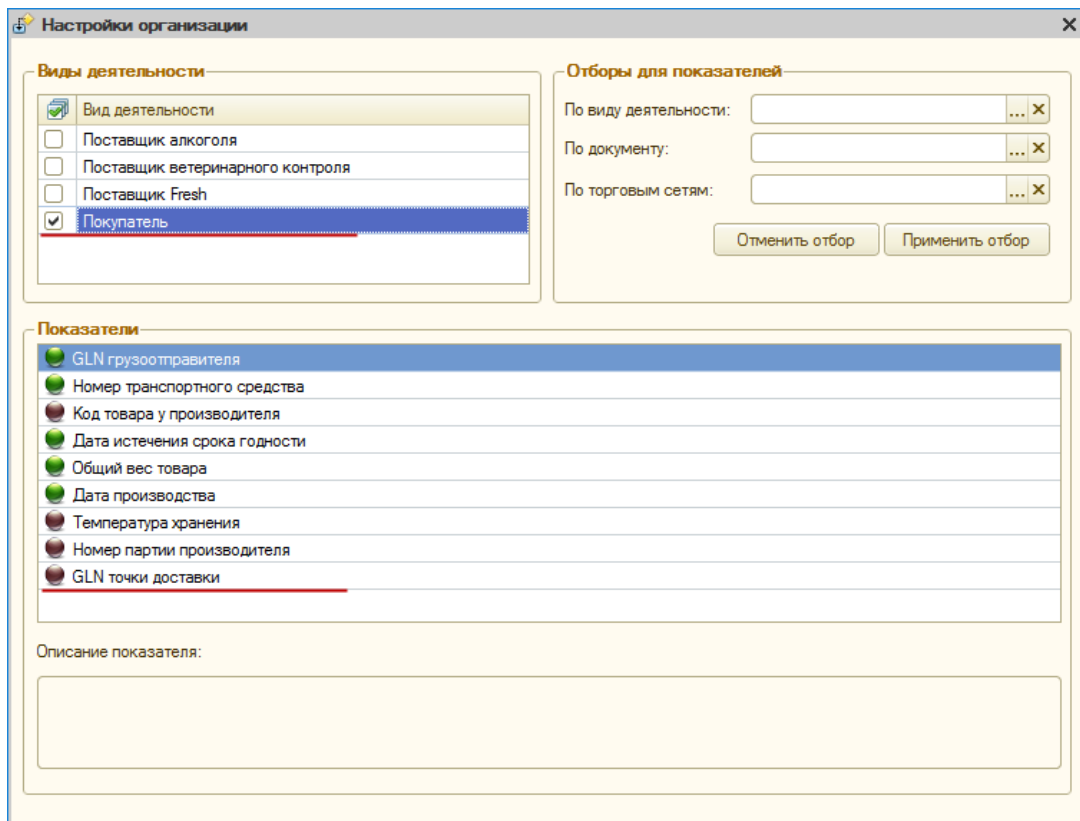 Настройки организации
Виды деятельности
Вид деятельности
Поставщик алкоголя
Поставщик ветеринарного контроля
Поставщик Fresh
Покупатель
Отборы для показателей
По виду деятельности:
По документу:
По торговым сетям:
Отменить отбор Применить отбор
Показатели
GLN грузоотправителя
Номер транспортного средства
Код товара у производителя
Дата истечения срока годности
Общий вес товара
Дата производства
Температура хранения
Номер партии производителя
GLN точки доставки
Описание показателя: